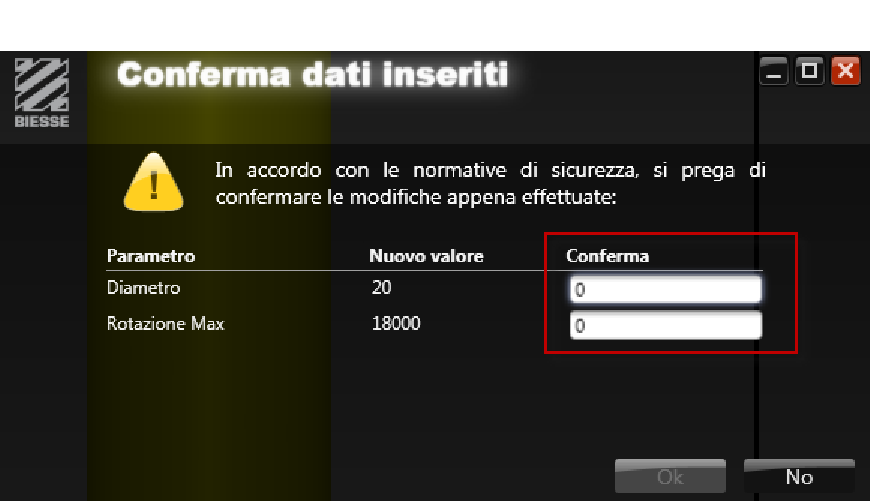 Conferma dati inseriti
BIESSE
In accordo con le normative di sicurezza, si prega di
confermare le modifiche appena effettuate:
Parametro Nuovo valore Conferma
Diametro 20 0
Rotazione Max 18000 0
Ok No